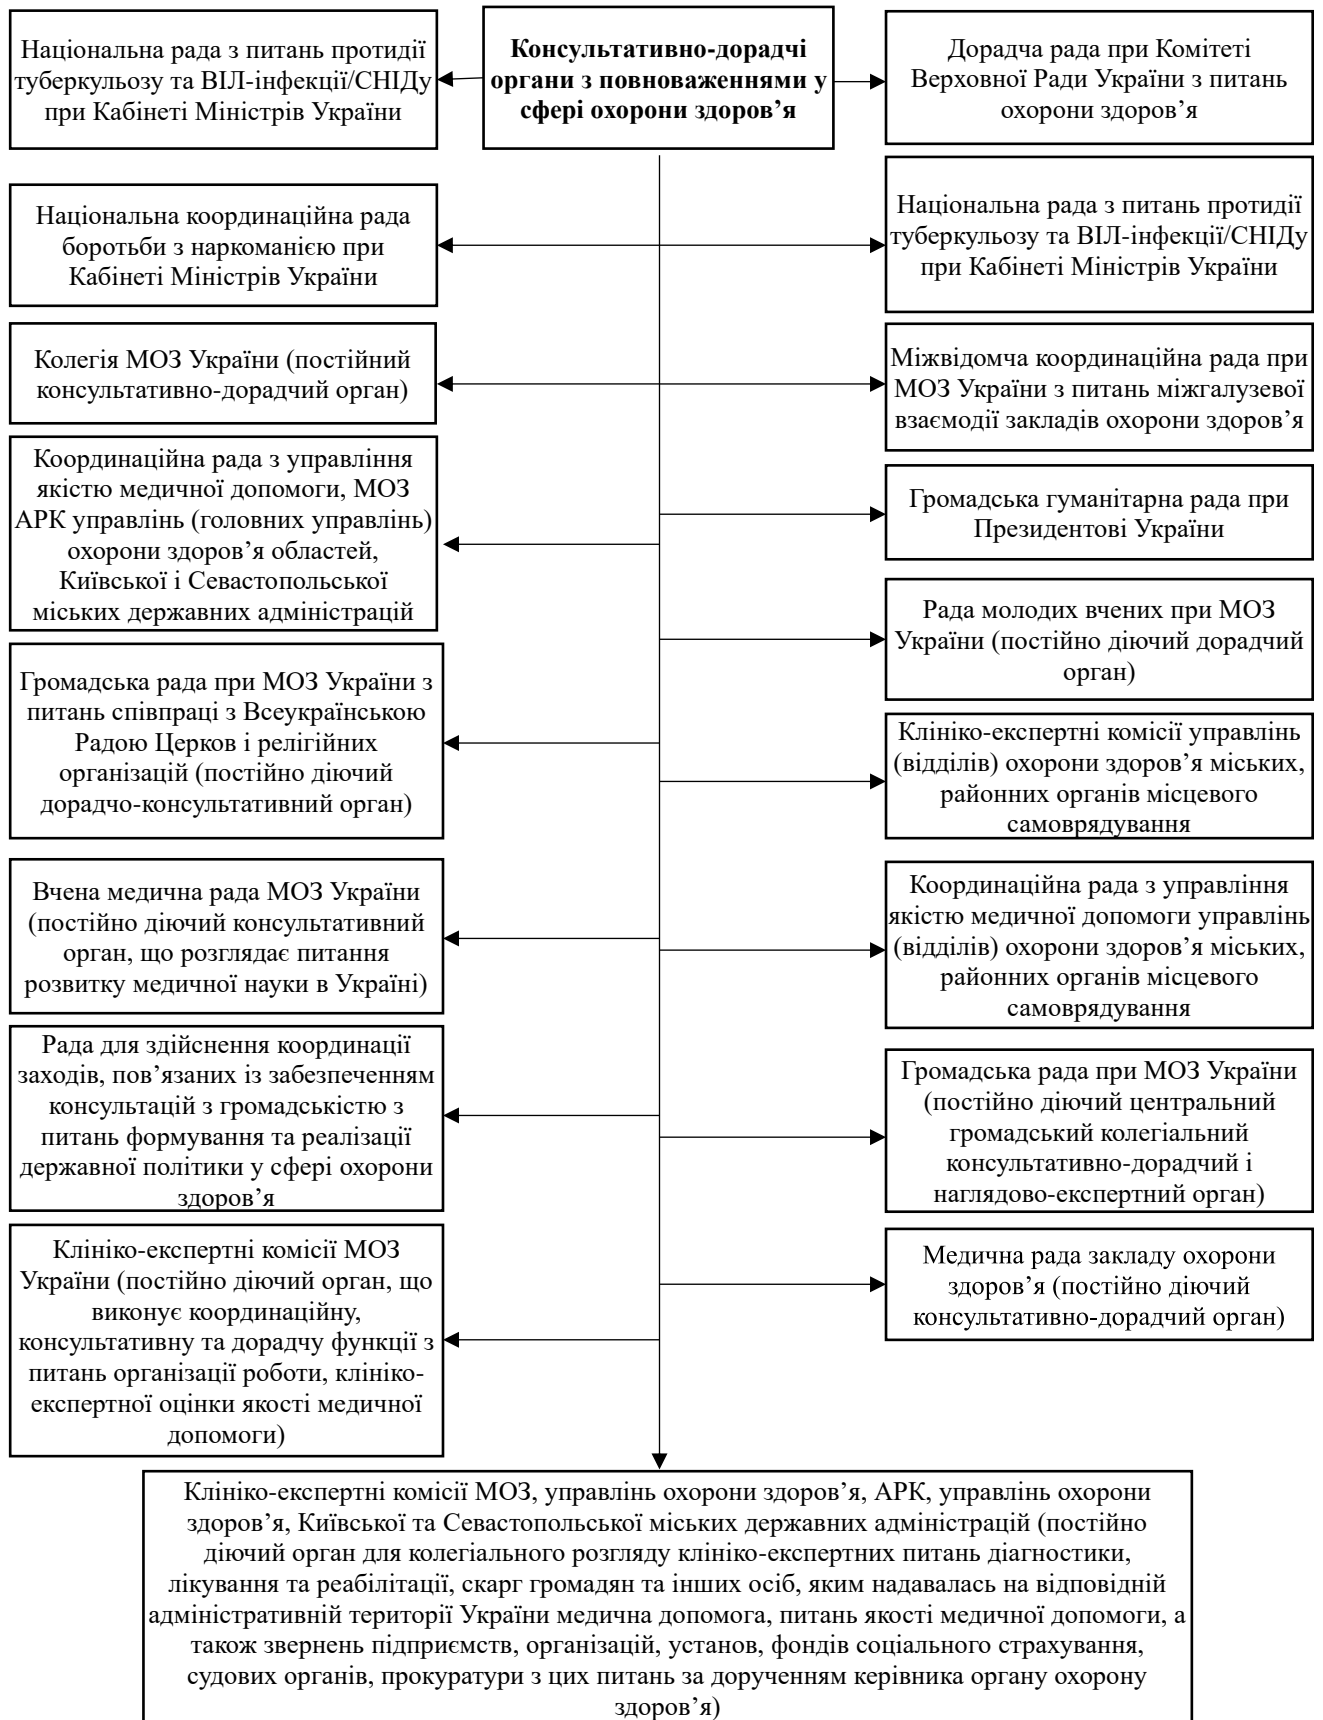 Національна рада з питань протидії
туберкульозу та ВІЛ-інфекції/СНІДу
при Кабінеті Міністрів України
Консультативно-дорадчі
органи з повноваженнями у
сфері охорони здоров’я
Дорадча рада при Комітеті
Верховної Ради України з питань
охорони здоров’я
Національна координаційна рада
боротьби з наркоманією при
Кабінеті Міністрів України
Національна рада з питань протидії
туберкульозу та ВІЛ-інфекції/СНІДу
при Кабінеті Міністрів України
Колегія МОЗ України (постійний
консультативно-дорадчий орган)
Міжвідомча координаційна рада при
МОЗ України з питань міжгалузевої
взаємодії закладів охорони здоров’я
Координаційна рада з управління
якістю медичної допомоги, МОЗ
АРК управлінь (головних управлінь)
охорони здоров’я областей,
Київської і Севастопольської
міських державних адміністрацій
Громадська гуманітарна рада при
Президентові України
Рада молодих вчених при МОЗ
України (постійно діючий дорадчий
орган)
Громадська рада при МОЗ України з
питань співпраці з Всеукраїнською
Радою Церков і релігійних
організацій (постійно діючий
дорадчо-консультативний орган)
Клініко-експертні комісії управлінь
(відділів) охорони здоров’я міських,
районних органів місцевого
самоврядування
Вчена медична рада МОЗ України
(постійно діючий консультативний
орган, що розглядає питання
розвитку медичної науки в Україні)
Координаційна рада з управління
якістю медичної допомоги управлінь
(відділів) охорони здоров’я міських,
районних органів місцевого
самоврядування
Рада для здійснення координації
заходів, пов’язаних із забезпеченням
консультацій з громадськістю з
питань формування та реалізації
державної політики у сфері охорони
здоров’я
Громадська рада при МОЗ України
(постійно діючий центральний
громадський колегіальний
консультативно-дорадчий і
наглядово-експертний орган)
Клініко-експертні комісії МОЗ
України (постійно діючий орган, що
виконує координаційну,
консультативну та дорадчу функції з
питань організації роботи, клініко-
експертної оцінки якості медичної
допомоги)
Медична рада закладу охорони
здоров’я (постійно діючий
консультативно-дорадчий орган)
Клініко-експертні комісії МОЗ, управлінь охорони здоров’я, АРК, управлінь охорони
здоров’я, Київської та Севастопольської міських державних адміністрацій (постійно
діючий орган для колегіального розгляду клініко-експертних питань діагностики,
лікування та реабілітації, скарг громадян та інших осіб, яким надавалась на відповідній
адміністративній території України медична допомога, питань якості медичної допомоги, а
також звернень підприємств, організацій, установ, фондів соціального страхування,
судових органів, прокуратури з цих питань за дорученням керівника органу охорону
здоров’я)